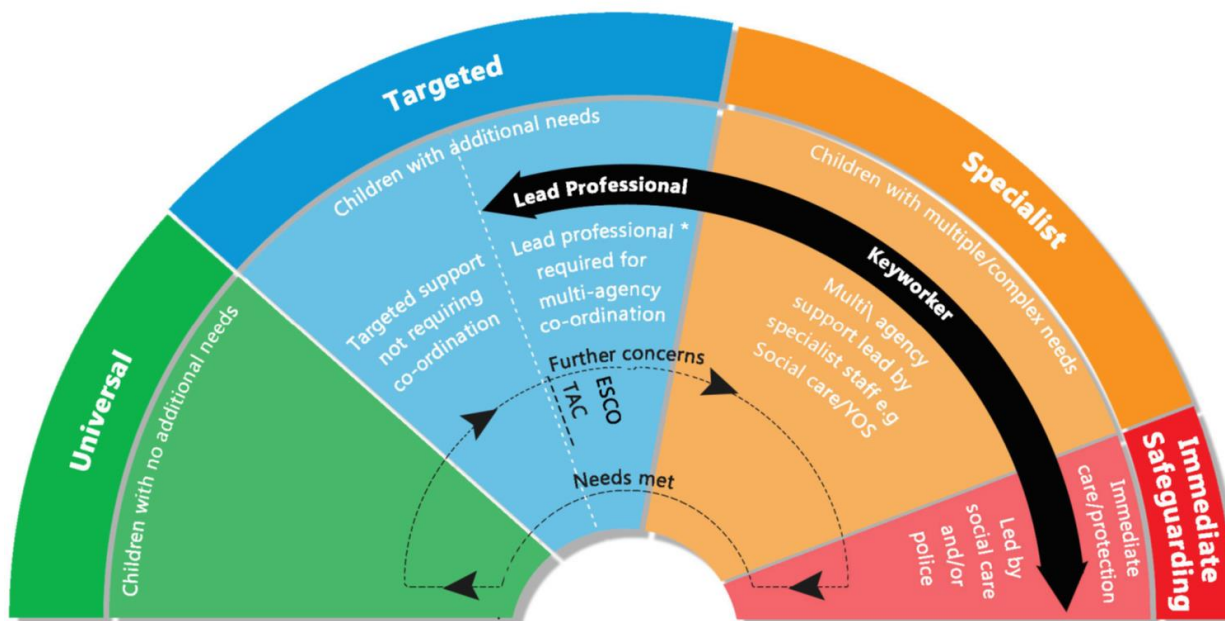 Universal
Children with no additional needs
Targeted
Children with additional needs
Targeted support
not requiring
co-ordination
Lead Professional
Lead professional *
required for
multi-agency
co-ordination
Further concerns
ESCO
TAC
Needs met
Specialist
Children with multiple/complex needs
Keyworker
Multi\ agency
support lead by
specialist staff e.g
Social care/YOS
Immediate
Safeguarding
Immediate
care/protection
Led by
social care
and/or
police